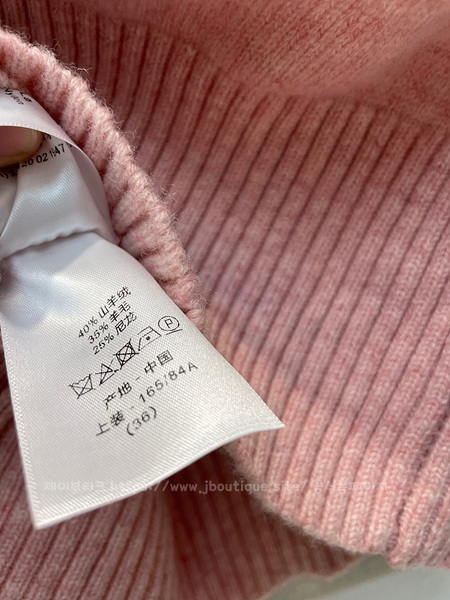 40% 山羊绒
35% 羊毛
25% 尼龙
P
产地 : 中国
上装 : 165/84A
(36)
//www.jboutique.site/